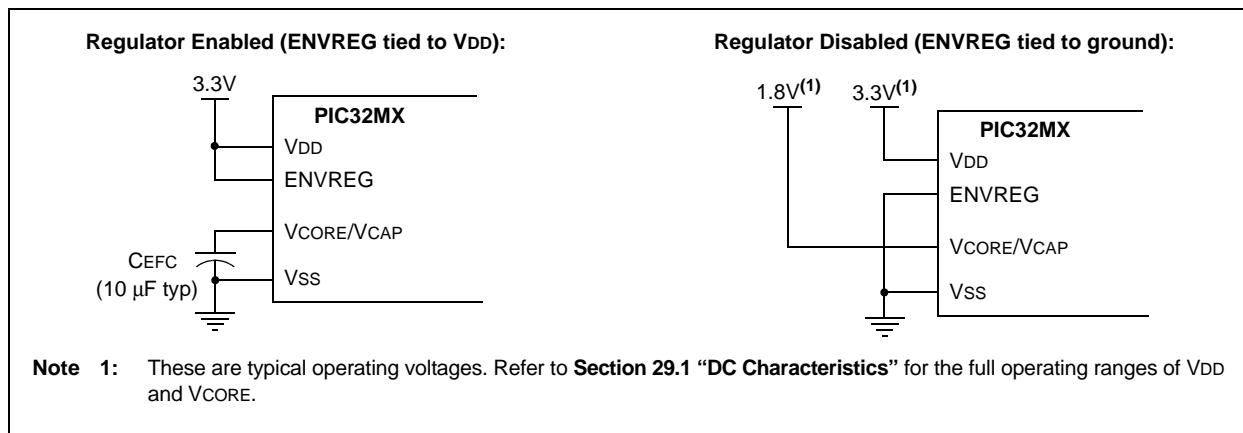 Regulator Enabled (ENVREG tied to VDD):
3.3V
PIC32MX
VDD
ENVREG
VCORE/VCAP
CEFC
(10 μF typ)
VSS
Regulator Disabled (ENVREG tied to ground):
1.8V(1) 3.3V(1)
PIC32MX
VDD
ENVREG
VCORE/VCAP
VSS
Note 1: These are typical operating voltages. Refer to Section 29.1 “DC Characteristics” for the full operating ranges of VDD
and VCORE.